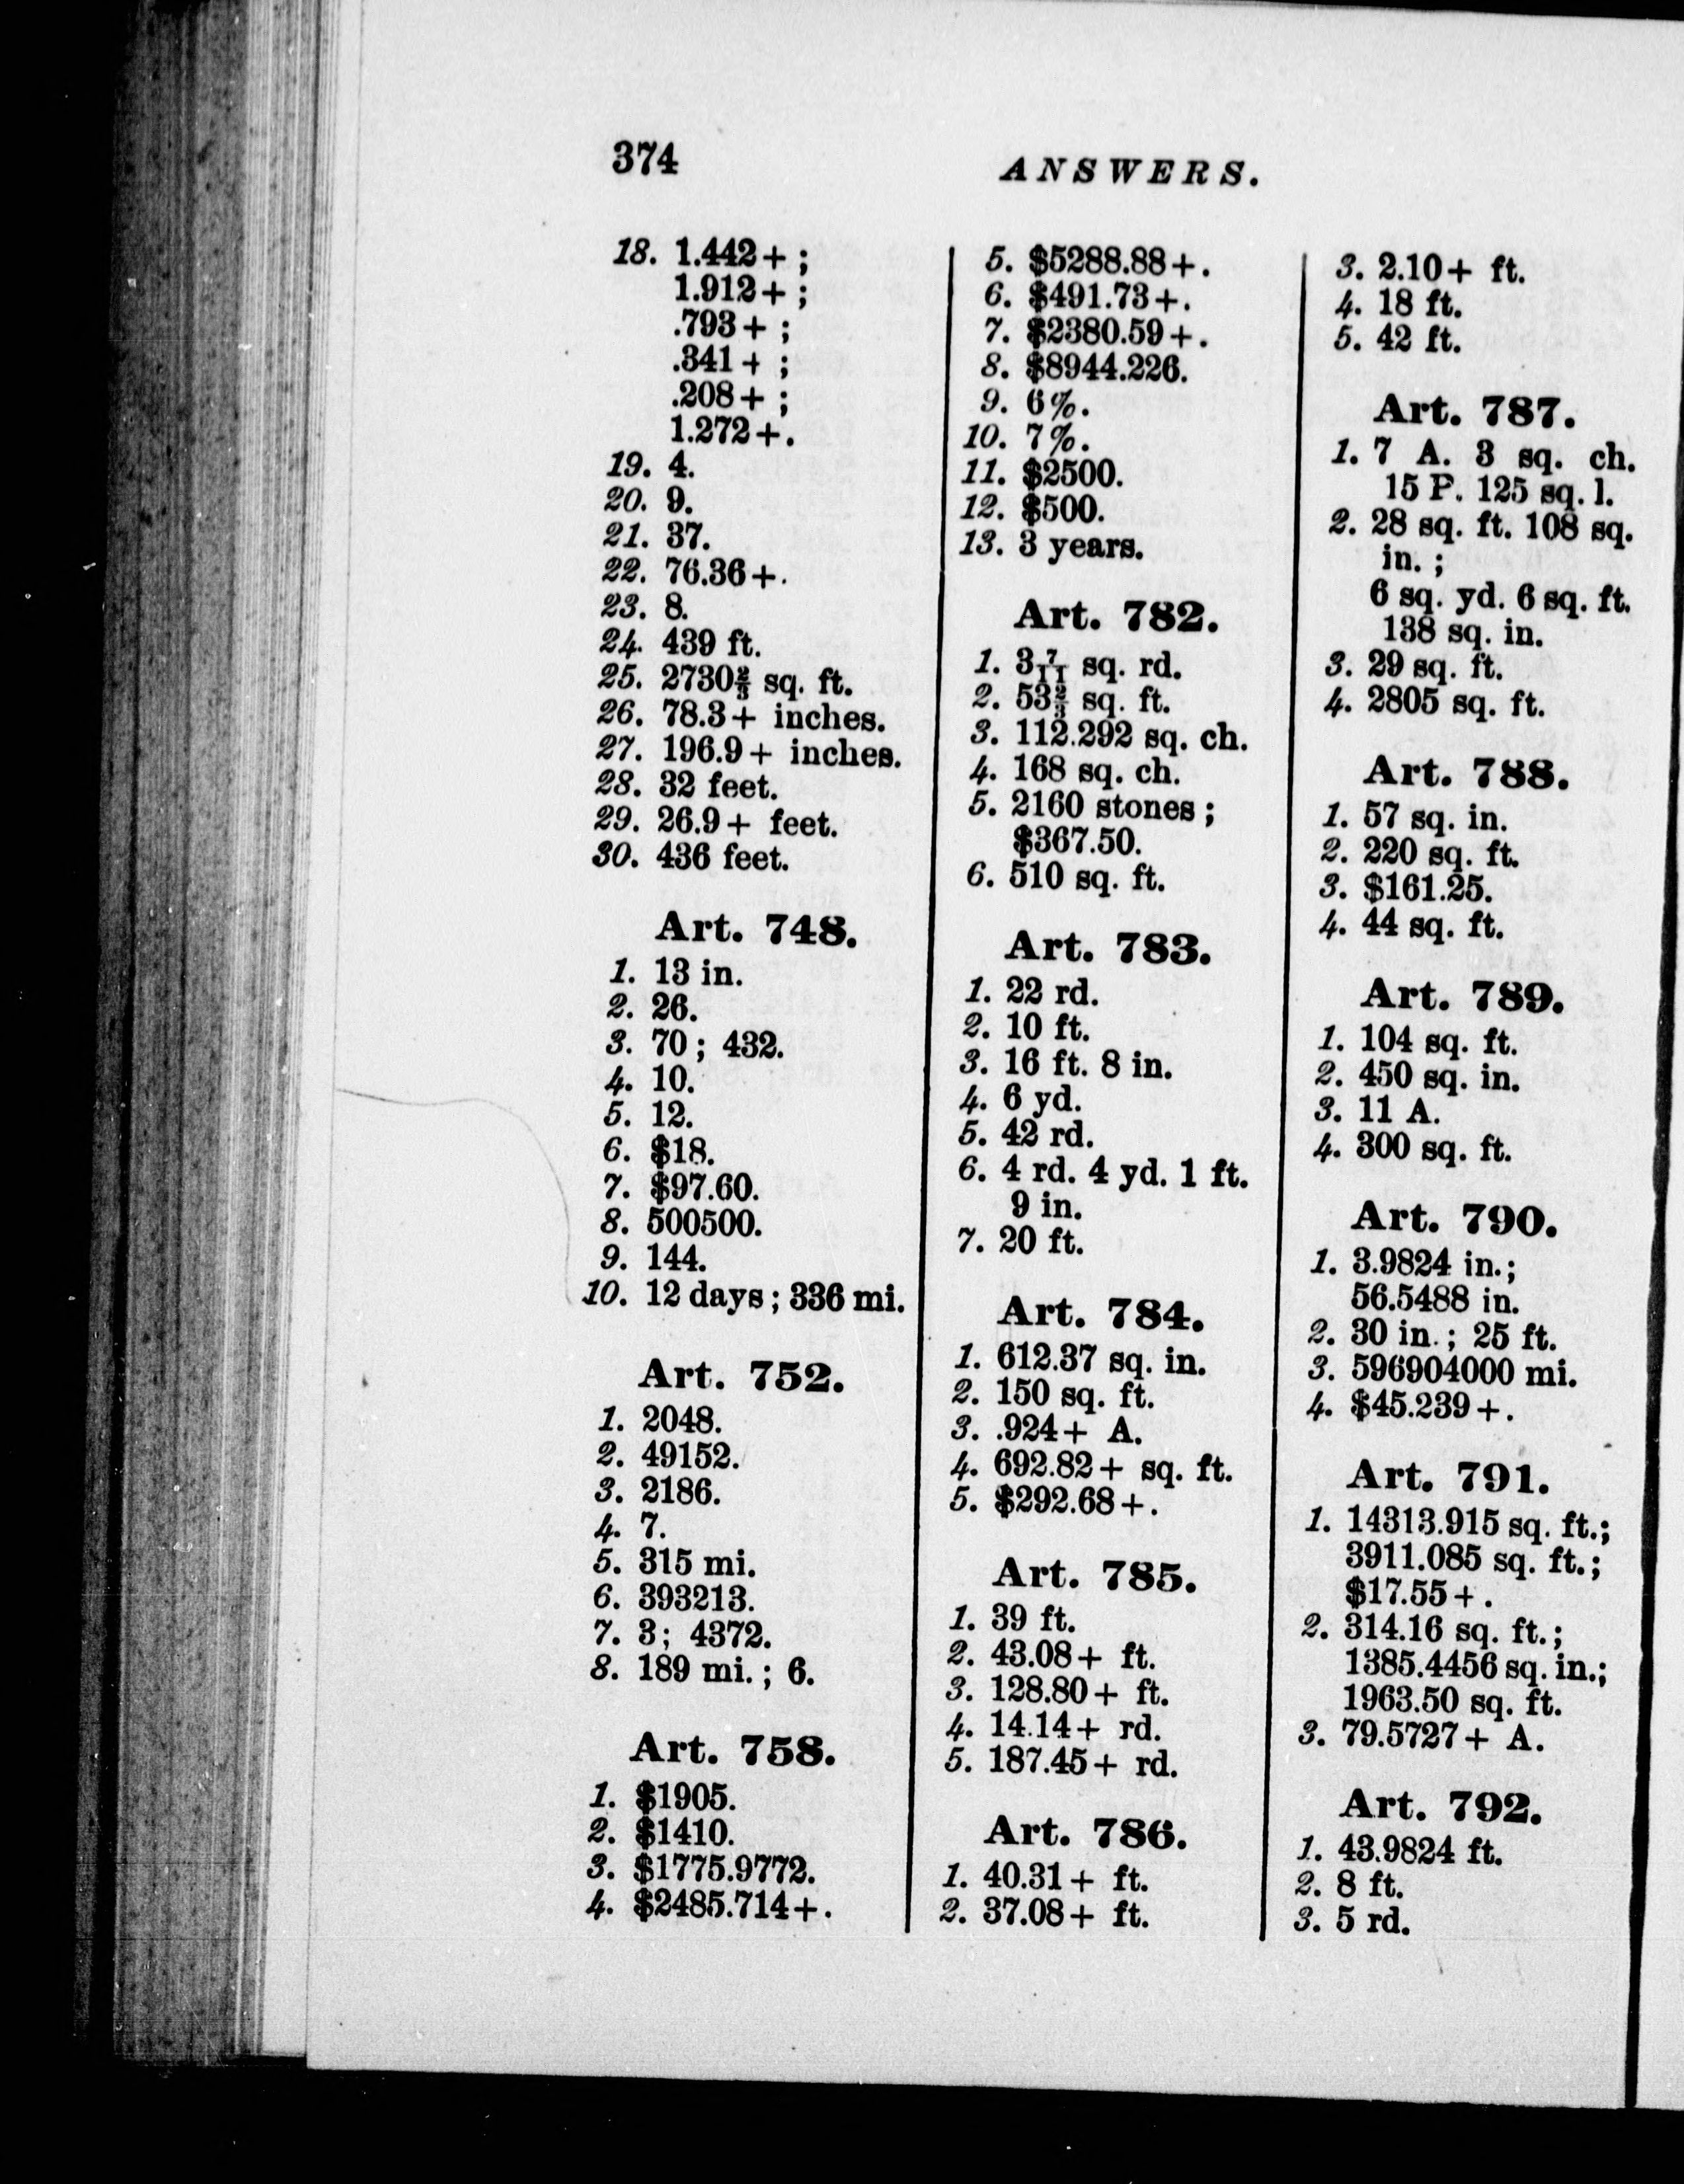 374
ANSWERS.
18. 1.442+ ;
1.912+ ;
.793+ ;
.341+ ;
.208+ ;
1.272+.
19. 4.
20. 9.
21. 37.
22. 76.36+.
23. 8.
24. 439 ft.
25. 2730⅔ sq. ft.
26. 78.3+ inches.
27. 196.9+ inches.
28. 32 feet.
29. 26.9+ feet.
30. 436 feet.
Art. 748.
1. 13 in.
2. 26.
3. 70; 432.
4. 10.
5. 12.
6. $18.
7. $97.60.
8. 500500.
9. 144.
10. 12 days; 336 mi.
Art. 752.
1. 2048.
2. 49152.
3. 2186.
4. 7.
5. 315 mi.
6. 393213.
7. 3; 4372.
8. 189 mi.; 6.
Art. 758.
1. $1905.
2. $1410.
3. $1775.9772.
4. $2485.714+.
5. $5288.88+.
6. $491.73+.
7. $2380.59+.
8. $8944.226.
9. 6%.
10. 7%.
11. $2500.
12. $500.
13. 3 years.
Art. 782.
1. 3 7/11 sq. rd.
2. 53⅔ sq. ft.
3. 112.292 sq. ch.
4. 168 sq. ch.
5. 2160 stones;
$367.50.
6. 510 sq. ft.
Art. 783.
1. 22 rd.
2. 10 ft.
3. 16 ft. 8 in.
4. 6 yd.
5. 42 rd.
6. 4 rd. 4 yd. 1 ft.
9 in.
7. 20 ft.
Art. 784.
1. 612.37 sq. in.
2. 150 sq. ft.
3. .924+ A.
4. 692.82+ sq. ft.
5. $292.68+.
Art. 785.
1. 39 ft.
2. 43.08+ ft.
3. 128.80+ ft.
4. 14.14+ rd.
5. 187.45+ rd.
Art. 786.
1. 40.31+ ft.
2. 37.08+ ft.
3. 2.10+ ft.
4. 18 ft.
5. 42 ft.
Art. 787.
1. 7 A. 3 sq. ch.
15 P. 125 sq. l.
2. 28 sq. ft. 108 sq.
in.;
6 sq. yd. 6 sq. ft.
138 sq. in.
3. 29 sq. ft.
4. 2805 sq. ft.
Art. 788.
1. 57 sq. in.
2. 220 sq. ft.
3. $161.25.
4. 44 sq. ft.
Art. 789.
1. 104 sq. ft.
2. 450 sq. in.
3. 11 A.
4. 300 sq. ft.
Art. 790.
1. 3.9824 in.;
56.5488 in.
2. 30 in.; 25 ft.
3. 596904000 mi.
4. $45.239+.
Art. 791.
1. 14313.915 sq. ft.;
3911.085 sq. ft.;
$17.55+.
2. 314.16 sq. ft.;
1385.4456 sq. in.;
1963.50 sq. ft.
3. 79.5727+ A.
Art. 792.
1. 43.9824 ft.
2. 8 ft.
3. 5 rd.